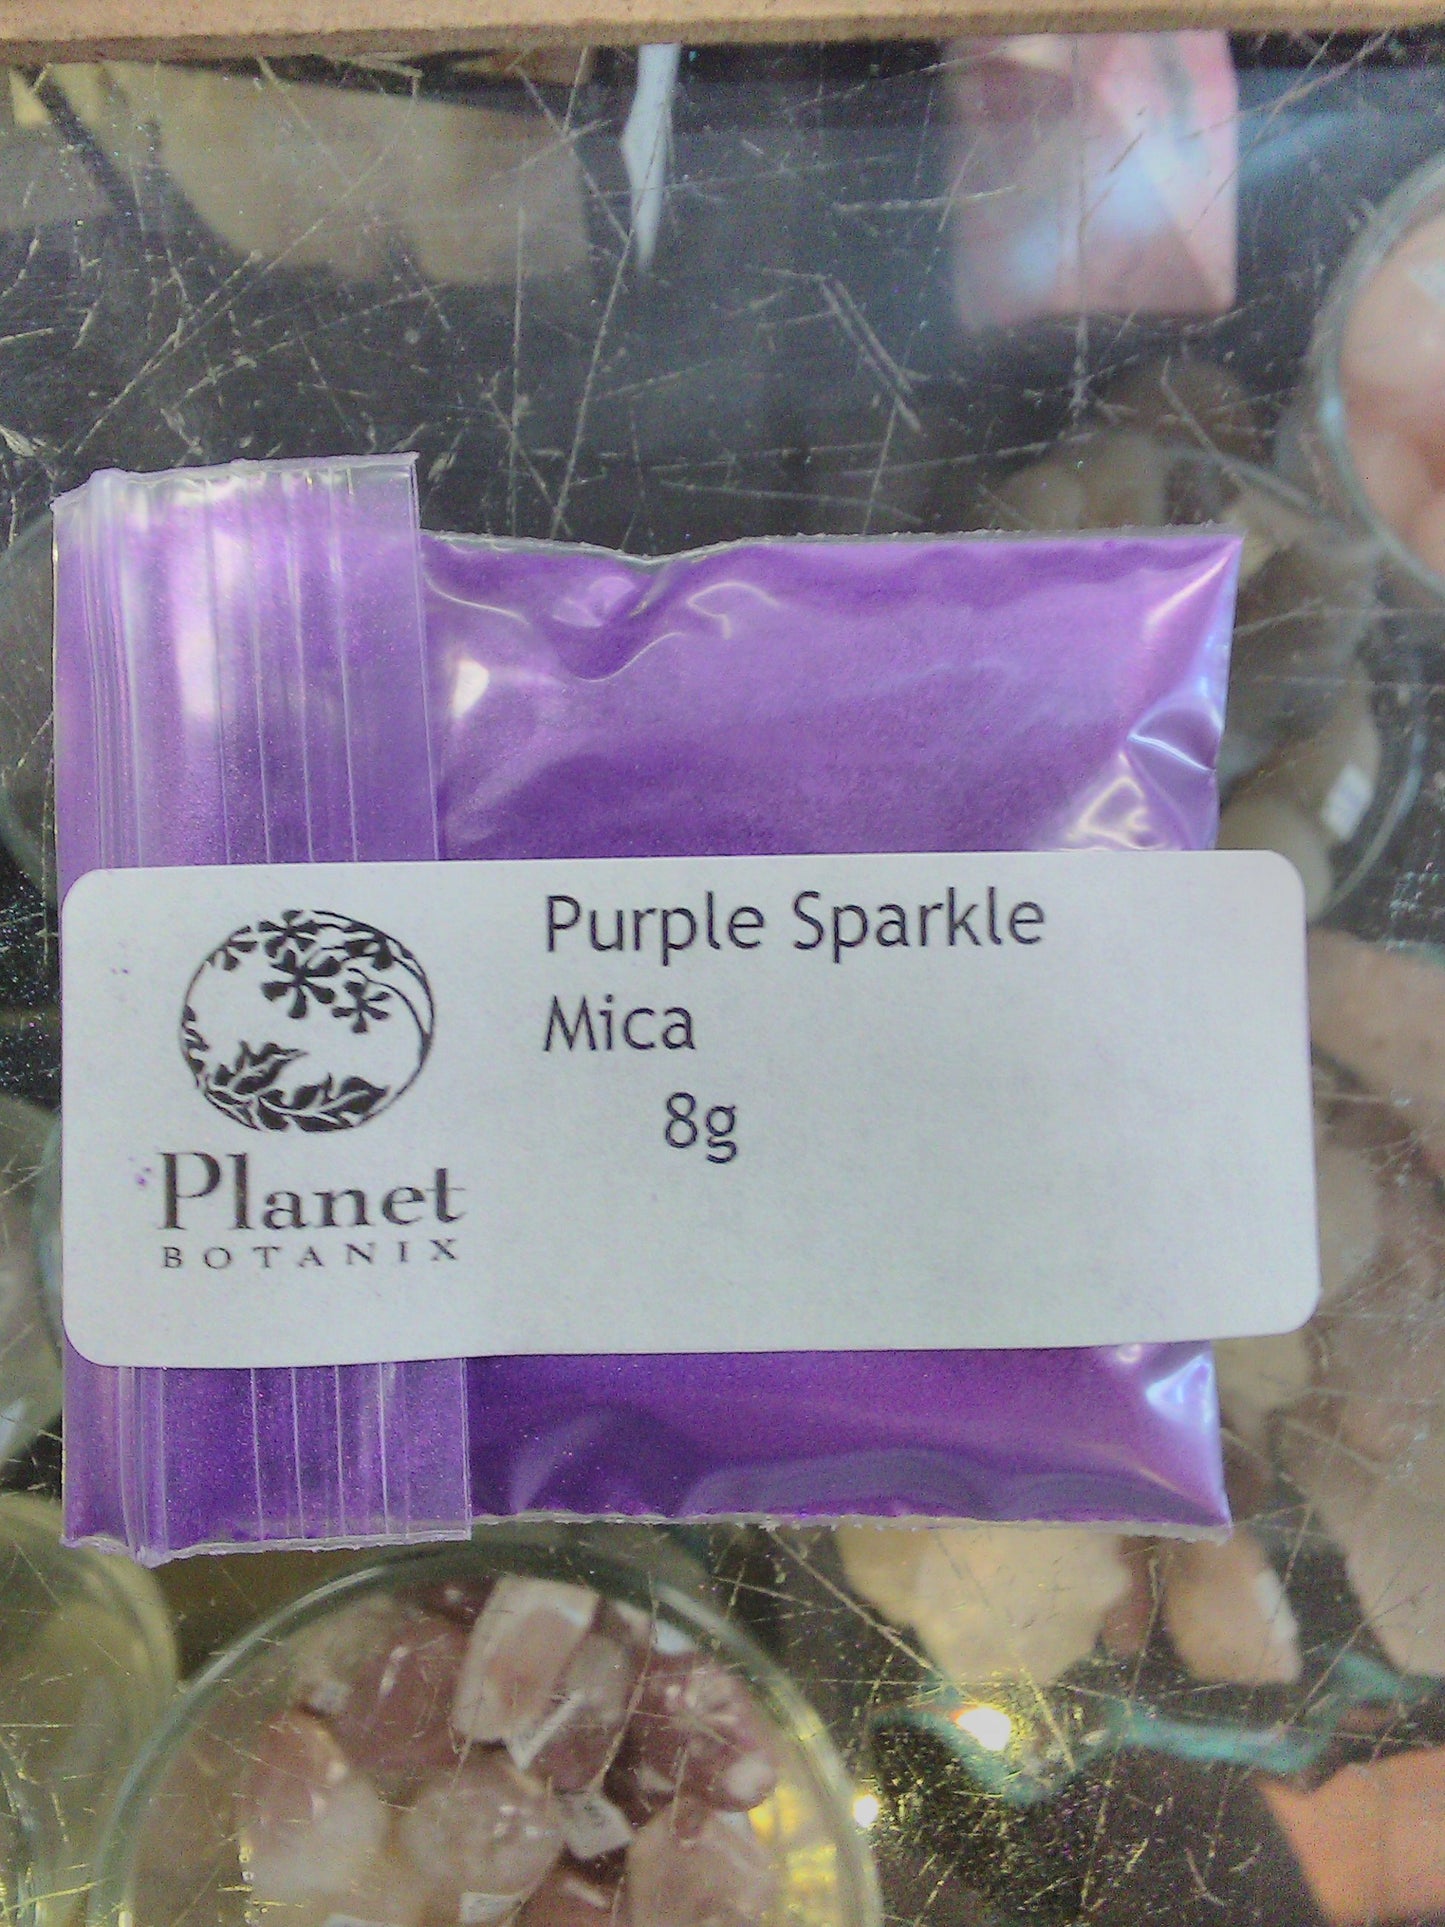 Purple Sparkle
Mica
8g
Planet
BOTANIX